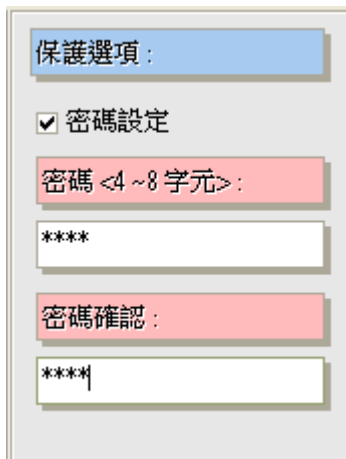 保護選項 :
密碼設定
密碼 <4 ~8 字元> :
****
密碼確認 :
****